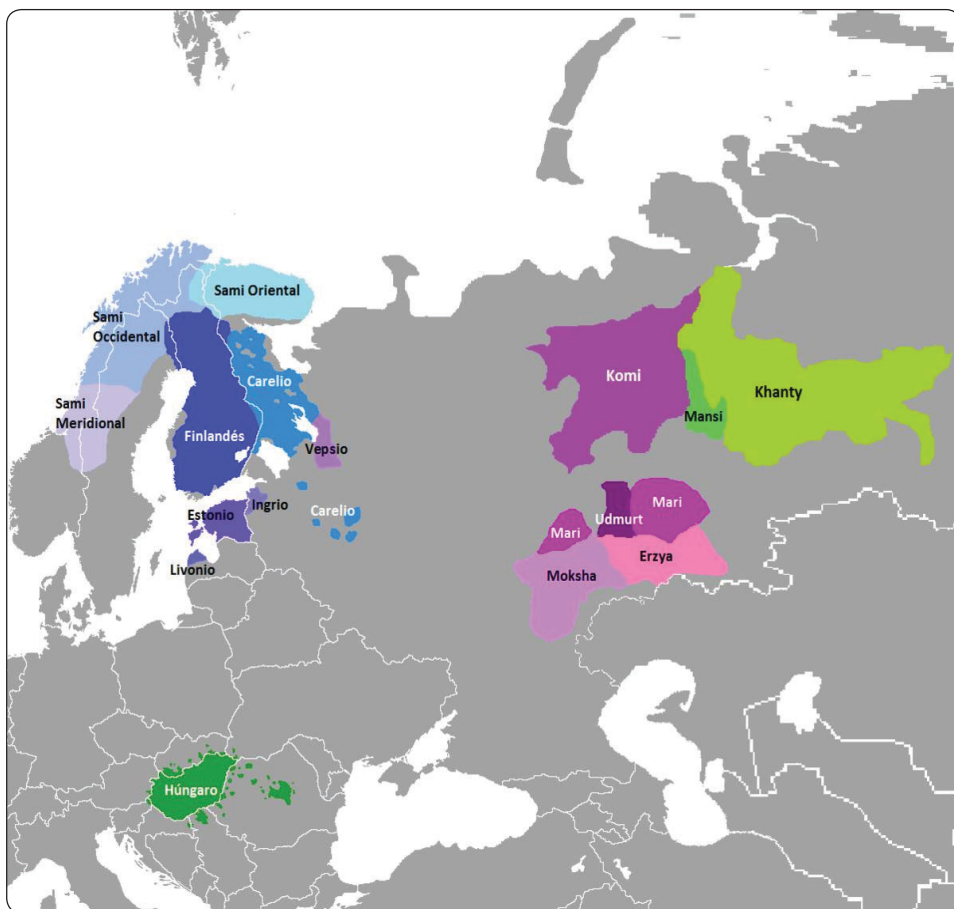 Sami Oriental
Sami
Occidental
Carelio
Komi
Khanty
Sami
Meridional
Mansi
Finlandés
Vepsio
Mari
Ingrio
Carelio
Estonio
Udmurt
Mari
Erzya
Livonio
Moksha
Húngaro